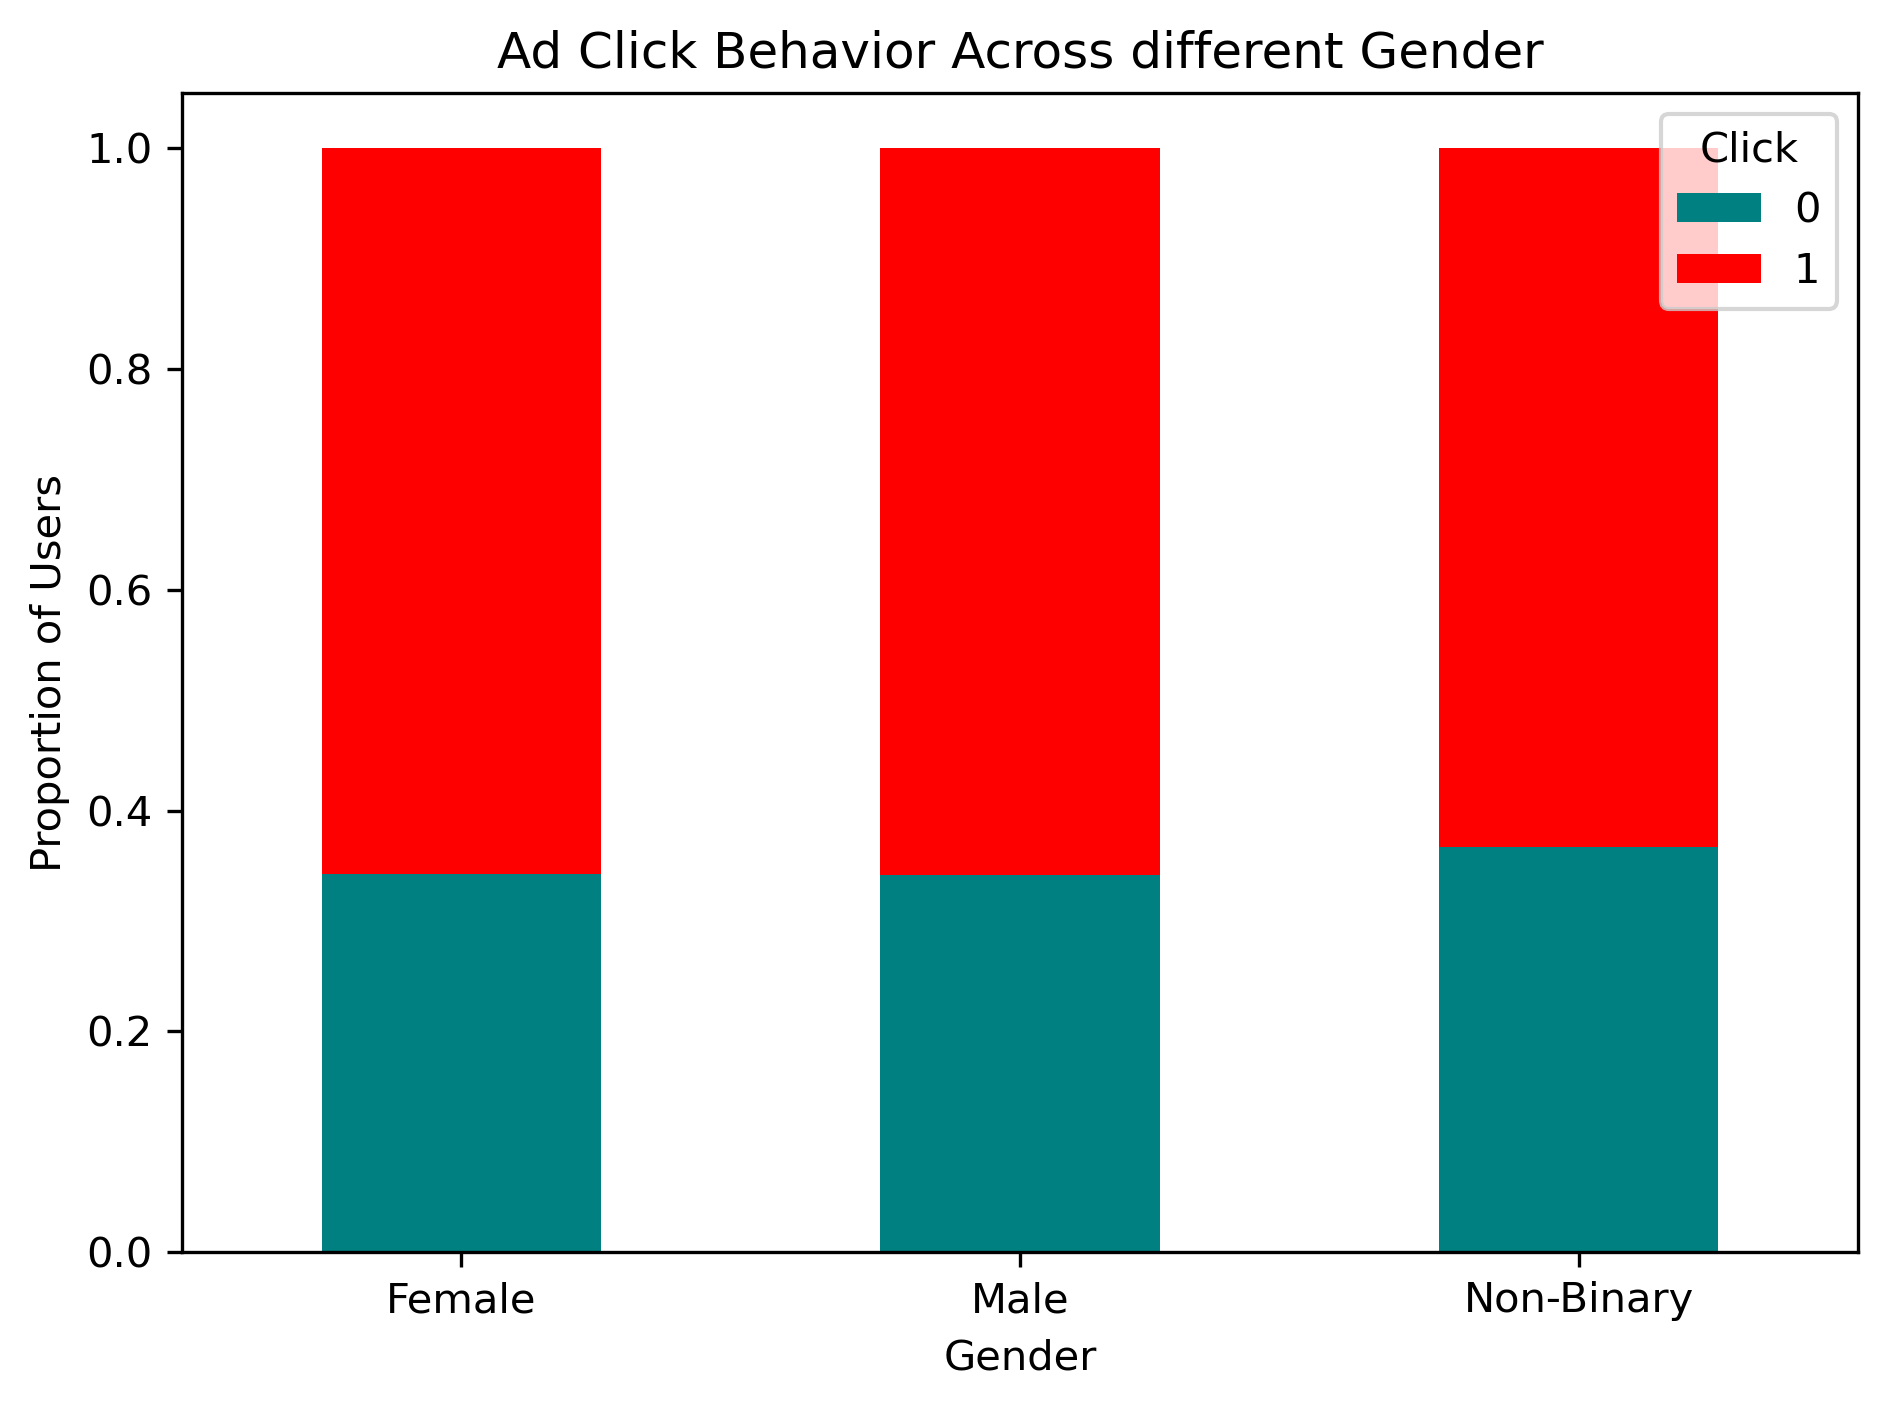 Ad Click Behavior Across different Gender
Click
0
1
1.0
0.8
0.6
0.4
0.2
0.0
Proportion of Users
Female Male Non-Binary
Gender